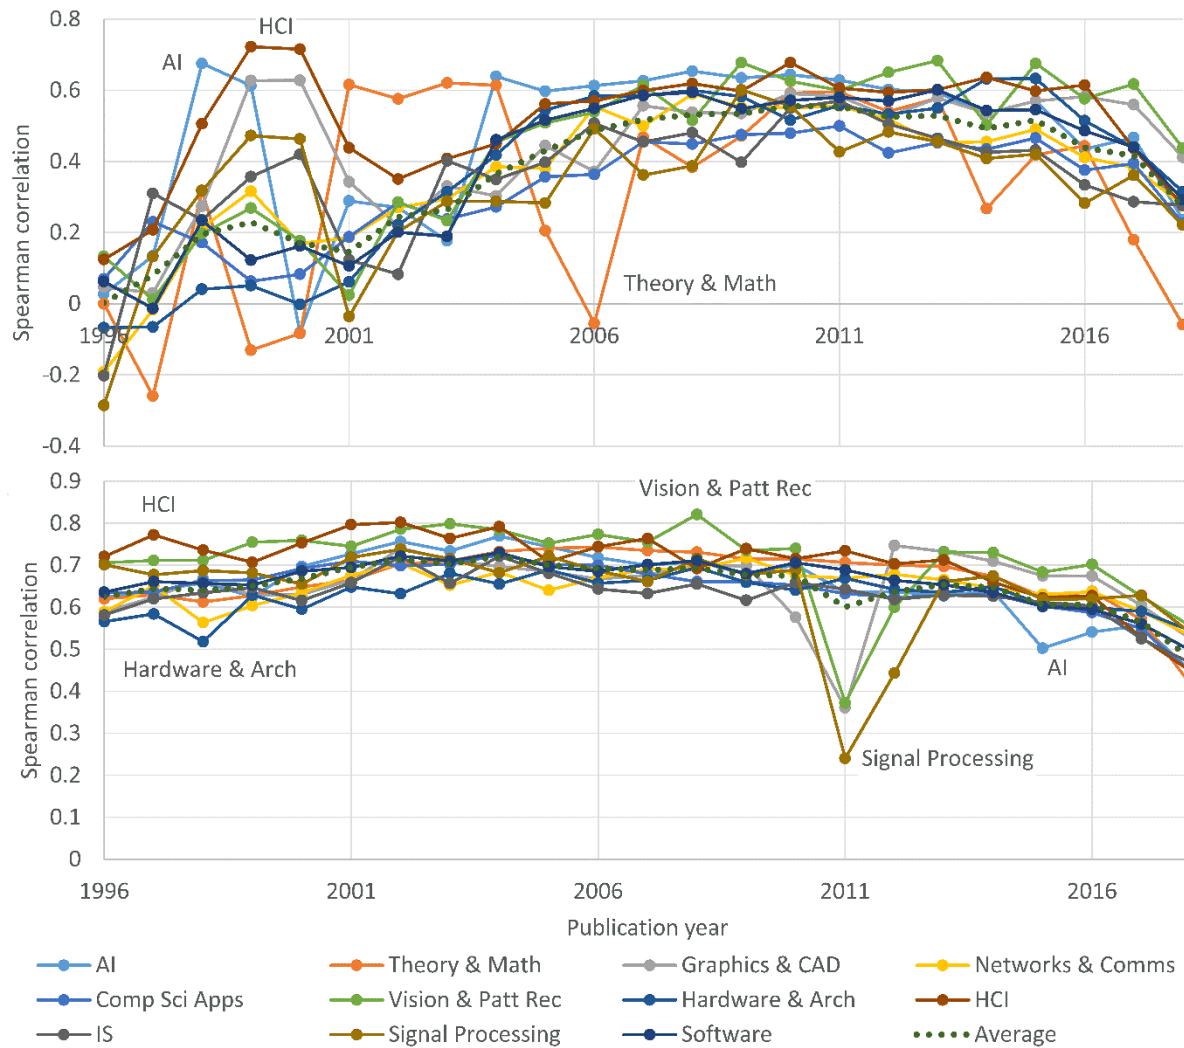 0.8
HCI
AI
0.6
0.4
0.2
0
-0.2
-0.4
Spearman correlation
Theory & Math
1996
2001
2006
2011
2016
0.9
0.8
0.7
0.6
0.5
0.4
0.3
0.2
0.1
0
Spearman correlation
HCI
Vision & Patt Rec
Hardware & Arch
AI
Signal Processing
1996
2001
2006
2011
2016
Publication year
AI
Theory & Math
Graphics & CAD
Networks & Comms
Comp Sci Apps
Vision & Patt Rec
Hardware & Arch
HCI
IS
Signal Processing
Software
Average